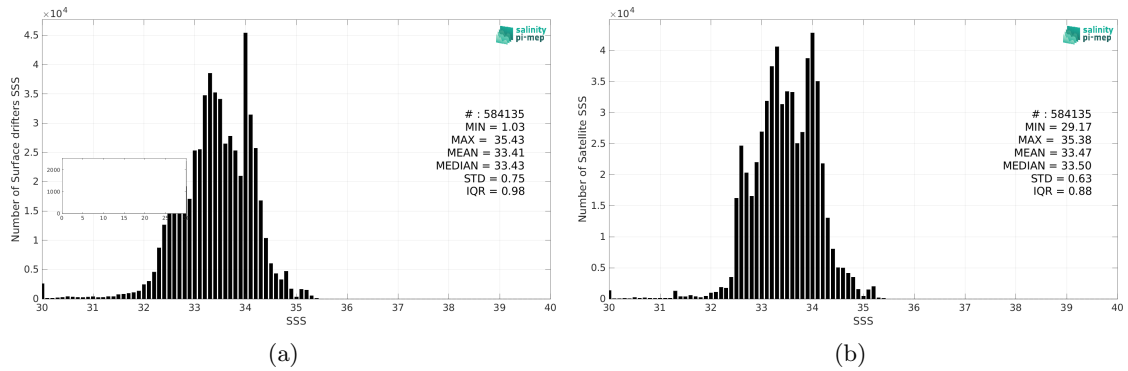 ×10⁴
4.5
4
3.5
3
2.5
2
1.5
1
0.5
0
Number of Surface drifters SSS
30 31 32 33 34 35 36 37 38 39 40
SSS
2000
1000
0
0 5 10 15 20 25
salinity
pi-mep
# : 584135
MIN = 1.03
MAX = 35.43
MEAN = 33.41
MEDIAN = 33.43
STD = 0.75
IQR = 0.98
(a)
×10⁴
4
3.5
3
2.5
2
1.5
1
0.5
0
Number of Satellite SSS
30 31 32 33 34 35 36 37 38 39 40
SSS
salinity
pi-mep
# : 584135
MIN = 29.17
MAX = 35.38
MEAN = 33.47
MEDIAN = 33.50
STD = 0.63
IQR = 0.88
(b)